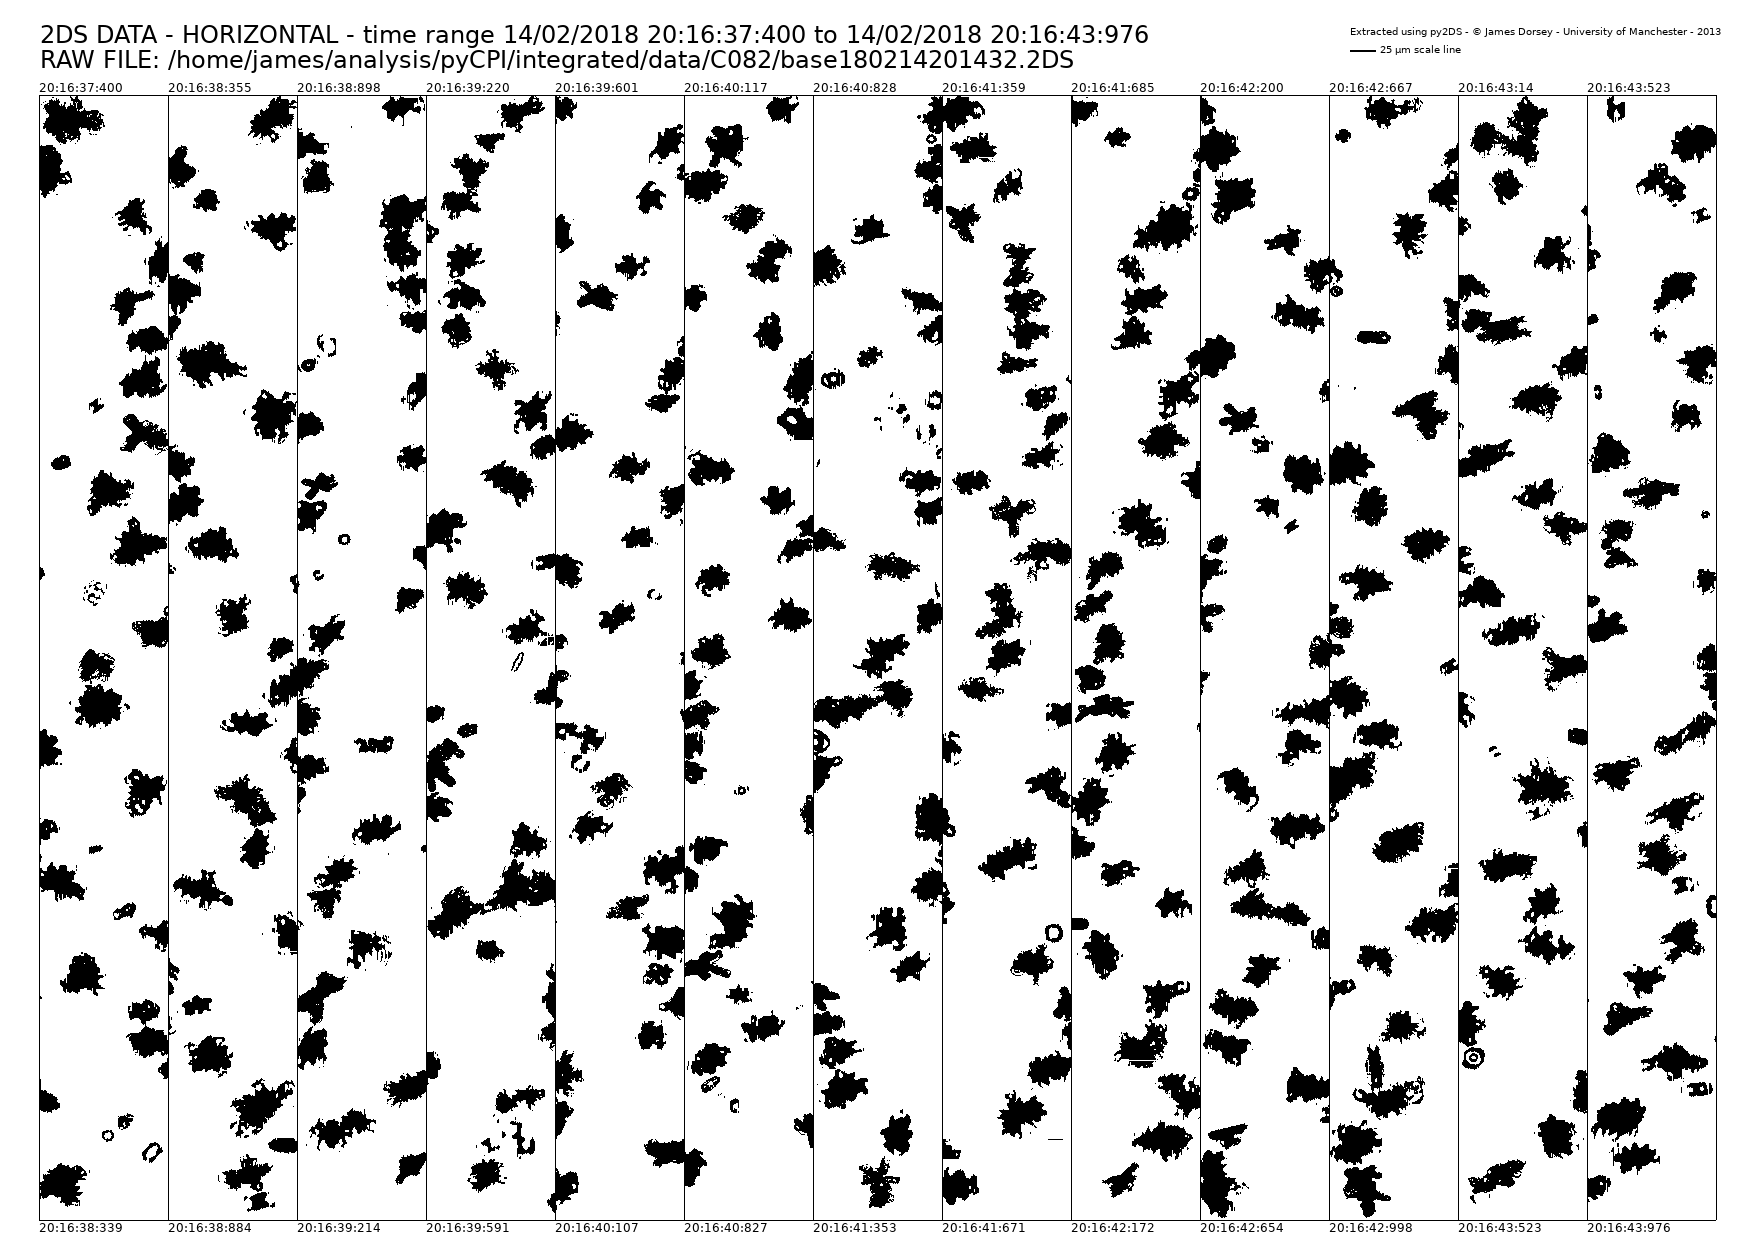 2DS DATA - HORIZONTAL - time range 14/02/2018 20:16:37:400 to 14/02/2018 20:16:43:976
RAW FILE: /home/james/analysis/pyCPI/integrated/data/C082/base180214201432.2DS
Extracted using py2DS - © James Dorsey - University of Manchester - 2013
25 µm scale line
20:16:37:400 20:16:38:355 20:16:38:898 20:16:39:220 20:16:39:601 20:16:40:117 20:16:40:828 20:16:41:359 20:16:41:685 20:16:42:200 20:16:42:667 20:16:43:14 20:16:43:523
20:16:38:339 20:16:38:884 20:16:39:214 20:16:39:591 20:16:40:107 20:16:40:827 20:16:41:353 20:16:41:671 20:16:42:172 20:16:42:654 20:16:42:998 20:16:43:523 20:16:43:976